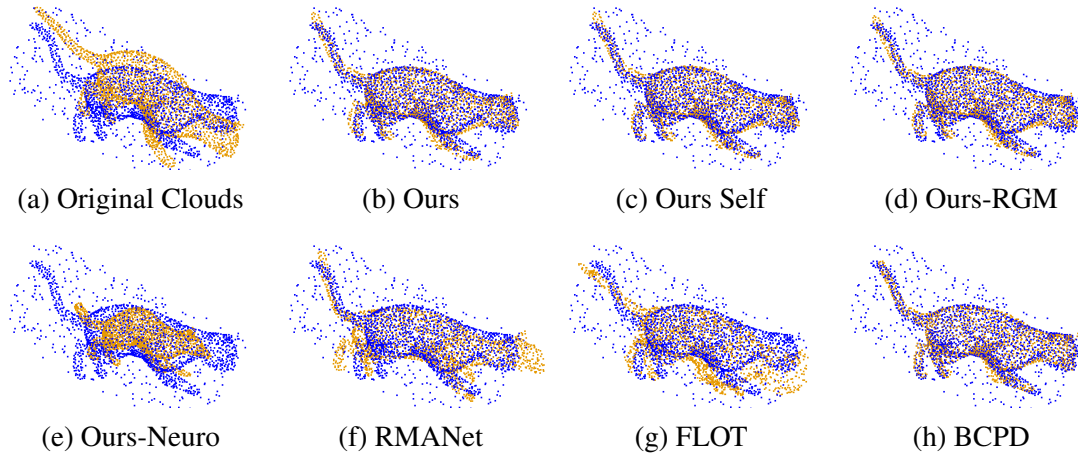 (a) Original Clouds
(b) Ours
(c) Ours Self
(d) Ours-RGM
(e) Ours-Neuro
(f) RMANet
(g) FLOT
(h) BCPD